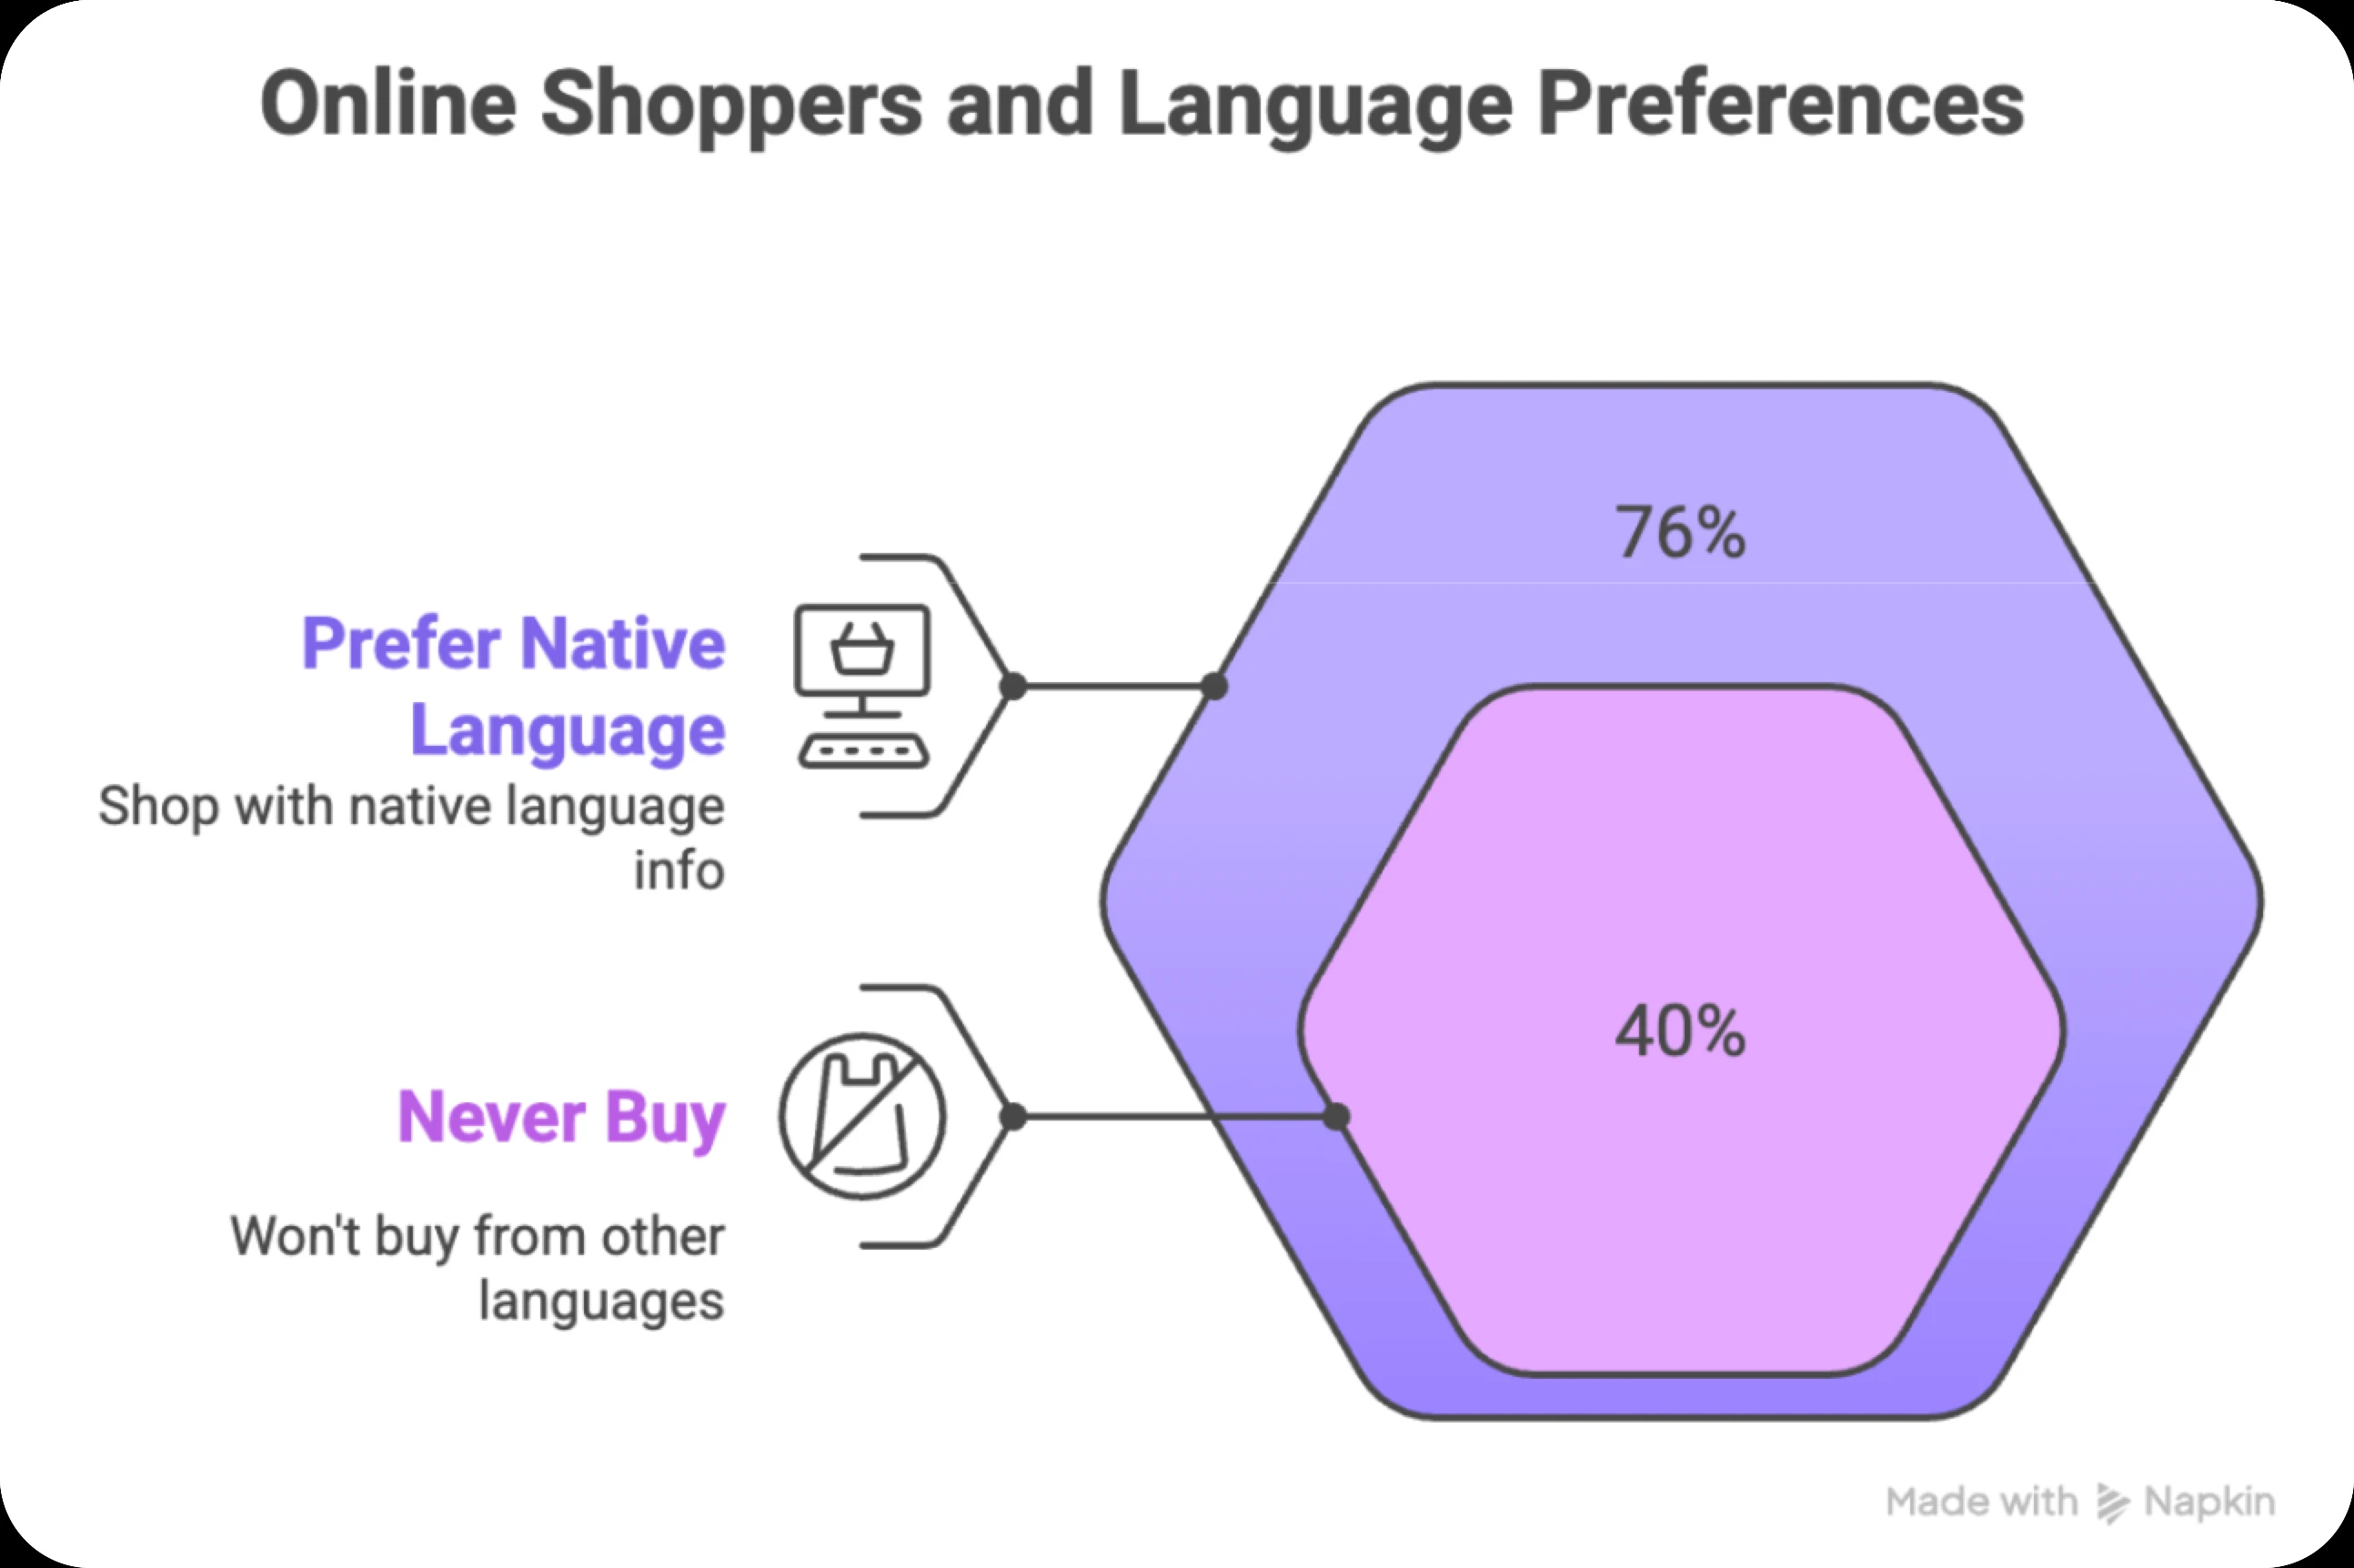 Online Shoppers and Language Preferences
76%
Prefer Native
Language
Shop with native language
info
40%
Never Buy
Won't buy from other
languages
Made with Napkin